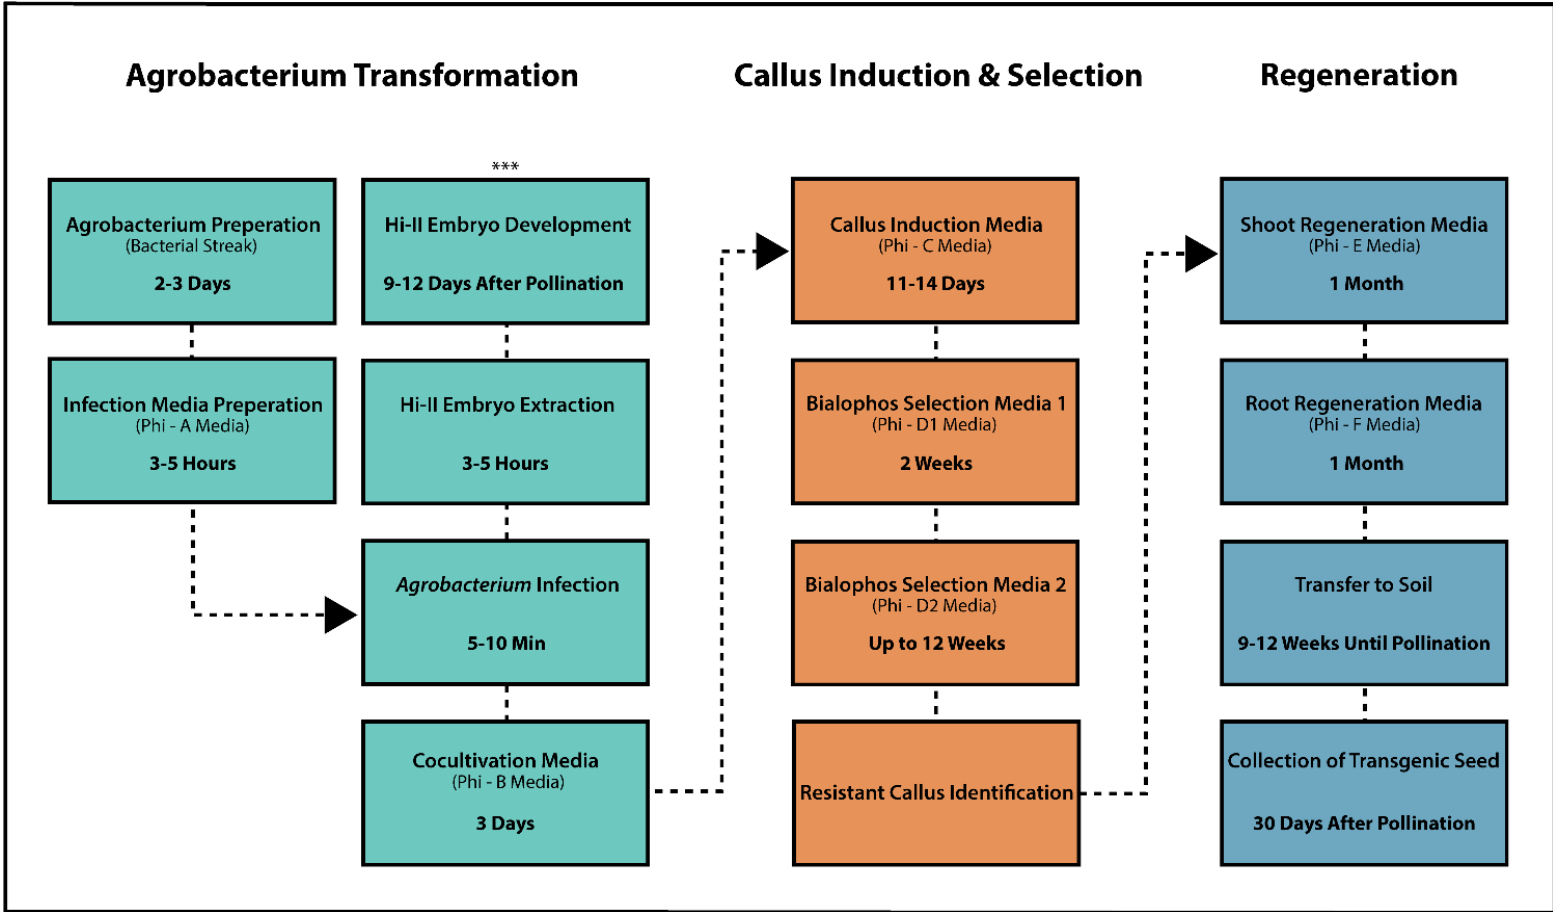 Agrobacterium Transformation
Callus Induction & Selection
Regeneration
Agrobacterium Preperation
(Bacterial Streak)
2-3 Days
Infection Media Preperation
(Phi - A Media)
3-5 Hours
***
Hi-II Embryo Development
9-12 Days After Pollination
Hi-II Embryo Extraction
3-5 Hours
Agrobacterium Infection
5-10 Min
Cocultivation Media
(Phi - B Media)
3 Days
Callus Induction Media
(Phi - C Media)
11-14 Days
Bialophos Selection Media 1
(Phi - D1 Media)
2 Weeks
Bialophos Selection Media 2
(Phi - D2 Media)
Up to 12 Weeks
Resistant Callus Identification
Shoot Regeneration Media
(Phi - E Media)
1 Month
Root Regeneration Media
(Phi - F Media)
1 Month
Transfer to Soil
9-12 Weeks Until Pollination
Collection of Transgenic Seed
30 Days After Pollination